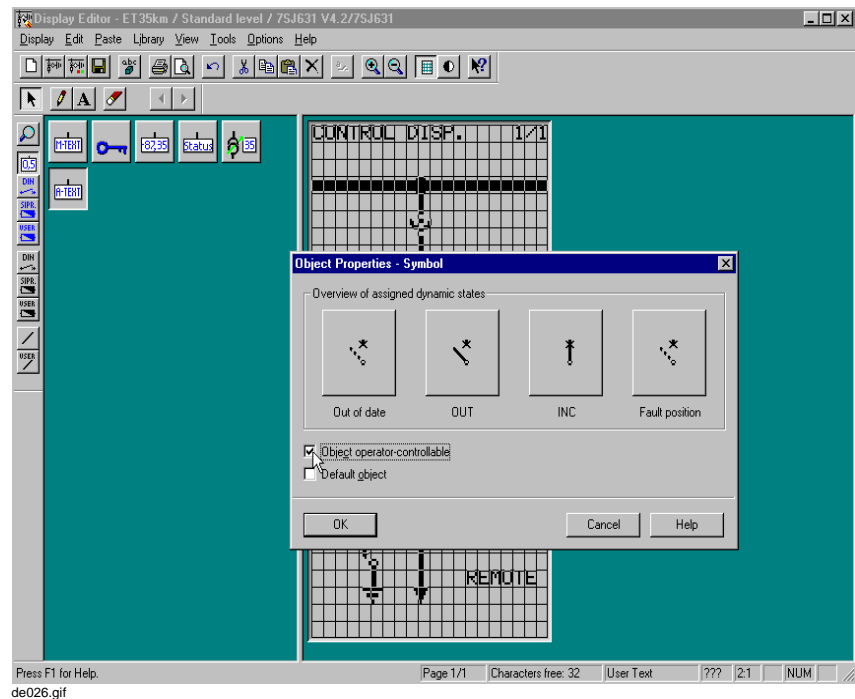 Display Editor - ET35km / Standard level / 7SJ631 V4.2/7SJ631
Display Edit Paste Library View Tools Options Help
abc
A
M-TEXT
-87,35
Status
35
A-TEXT
0,5
DIN
SIPR.
USER
DIN
SIPR.
USER
USER
CONTROL DISP. 1/1
Object Properties - Symbol
Overview of assigned dynamic states
Out of date OUT INC Fault position
Object operator-controllable
Default object
OK Cancel Help
REMOTE
Press F1 for Help. Page 1/1 Characters free: 32 User Text ??? 2:1 NUM
de026.gif